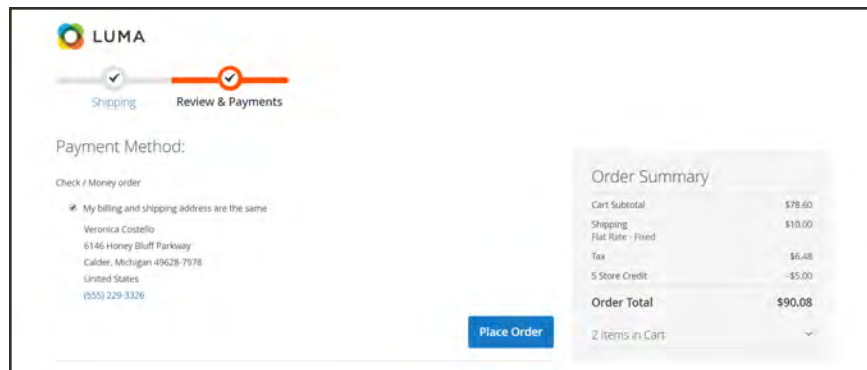 LUMA
Shipping
Review & Payments
Payment Method:
Check / Money order
My billing and shipping address are the same
Veronica Costello
6146 Honey Bluff Parkway
Calder, Michigan 49628-7978
United States
(555) 229-3326
Place Order
Order Summary
Cart Subtotal $78.60
Shipping $10.00
Flat Rate - Fixed
Tax $6.48
5 Store Credit -$5.00
Order Total $90.08
2 Items in Cart